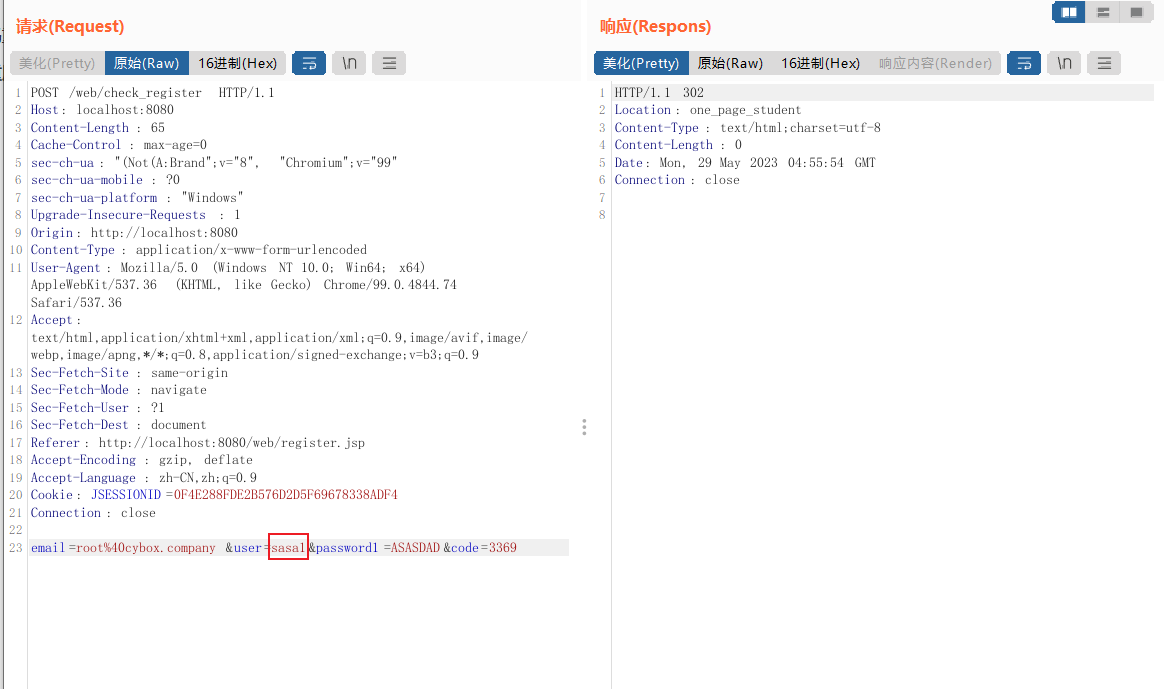 请求(Request)
美化(Pretty) 原始(Raw) 16进制(Hex) \n
1 POST /web/check_register HTTP/1.1
2 Host: localhost:8080
3 Content-Length : 65
4 Cache-Control : max-age=0
5 sec-ch-ua : "(Not(A:Brand";v="8", "Chromium";v="99"
6 sec-ch-ua-mobile : ?0
7 sec-ch-ua-platform : "Windows"
8 Upgrade-Insecure-Requests : 1
9 Origin : http://localhost:8080
10 Content-Type : application/x-www-form-urlencoded
11 User-Agent : Mozilla/5.0 (Windows NT 10.0; Win64; x64)
AppleWebKit/537.36 (KHTML, like Gecko) Chrome/99.0.4844.74
Safari/537.36
12 Accept :
text/html,application/xhtml+xml,application/xml;q=0.9,image/avif,image/
webp,image/apng,*/*;q=0.8,application/signed-exchange;v=b3;q=0.9
13 Sec-Fetch-Site : same-origin
14 Sec-Fetch-Mode : navigate
15 Sec-Fetch-User : ?1
16 Sec-Fetch-Dest : document
17 Referer : http://localhost:8080/web/register.jsp
18 Accept-Encoding : gzip, deflate
19 Accept-Language : zh-CN,zh;q=0.9
20 Cookie : JSESSIONID =0F4E288FDE2B576D2D5F69678338ADF4
21 Connection : close
22
23 email =root%40cybox.company &user=sasa1&password1 =ASASDAD &code =3369
响应(Respons)
美化(Pretty) 原始(Raw) 16进制(Hex) 响应内容(Render) \n
1 HTTP/1.1 302
2 Location : one_page_student
3 Content-Type : text/html;charset=utf-8
4 Content-Length : 0
5 Date : Mon, 29 May 2023 04:55:54 GMT
6 Connection : close
7
8